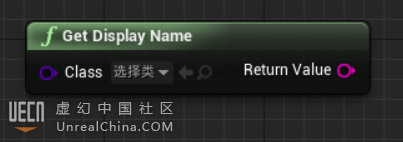 f Get Display Name
Class 选择类 Return Value
UECN 虚幻中国社区
UnrealChina.COM